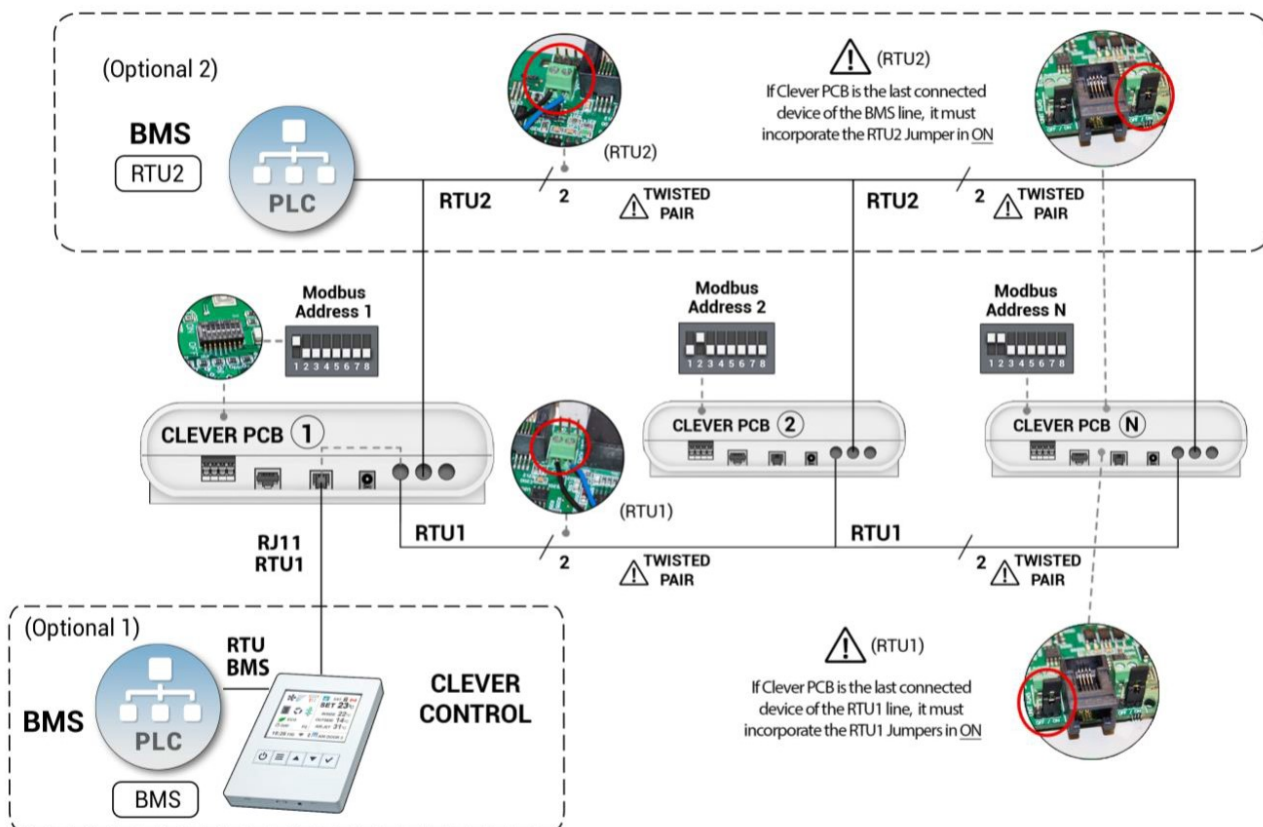 (Optional 2)
BMS
RTU2
PLC
(RTU2)
(RTU2)
If Clever PCB is the last connected
device of the BMS line, it must
incorporate the RTU2 Jumper in ON
RTU2
2
TWISTED
PAIR
RTU2
2
TWISTED
PAIR
Modbus
Address 1
ON
OFF
1 2 3 4 5 6 7 8
Modbus
Address 2
1 2 3 4 5 6 7 8
Modbus
Address N
1 2 3 4 5 6 7 8
CLEVER PCB 1
CLEVER PCB 2
CLEVER PCB N
(RTU1)
RJ11
RTU1
RTU1
2
TWISTED
PAIR
RTU1
2
TWISTED
PAIR
(Optional 1)
RTU
BMS
BMS
PLC
BMS
SET 23
CLEVER
CONTROL
(RTU1)
If Clever PCB is the last connected
device of the RTU1 line, it must
incorporate the RTU1 Jumpers in ON
OFF / ON